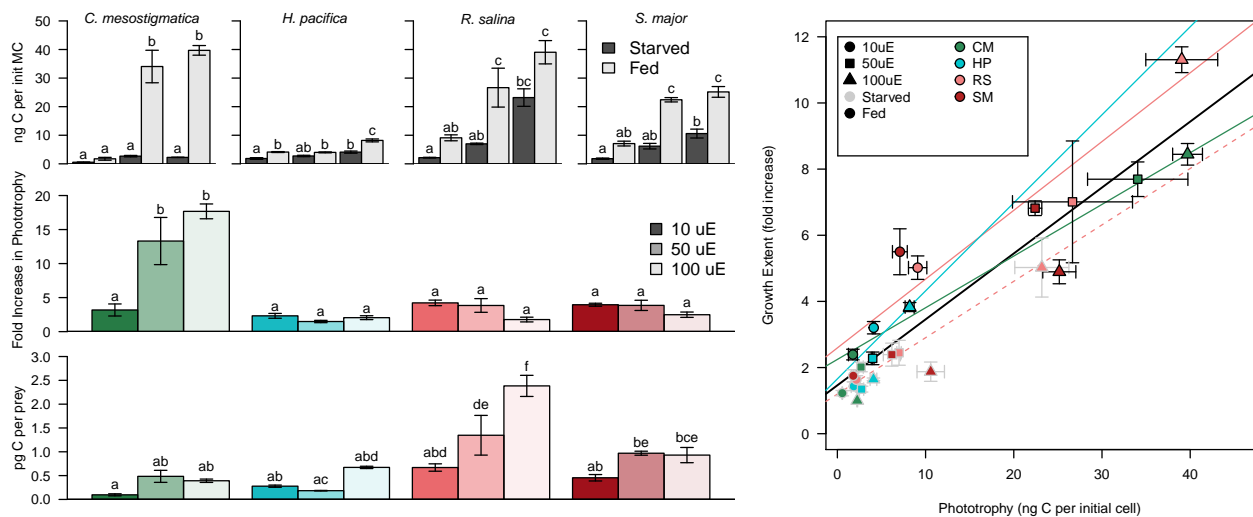 C. mesostigmatica H. pacifica R. salina S. major
ng C per init MC
50
40
30
20
10
0
a a a b a b
a b ab b b c
a ab ab c bc c
a ab ab c b c
Starved
Fed
Fold Increase in Phototrophy
20
15
10
5
0
a b b
a a a
a a a
a a a
10 uE
50 uE
100 uE
pg C per prey
3.0
2.5
2.0
1.5
1.0
0.5
0.0
a ab ab
ab ac abd
abd de f
ab be bce
Growth Extent (fold increase)
12
10
8
6
4
2
0
10uE CM
50uE HP
100uE RS
Starved SM
Fed
0 10 20 30 40
Phototrophy (ng C per initial cell)